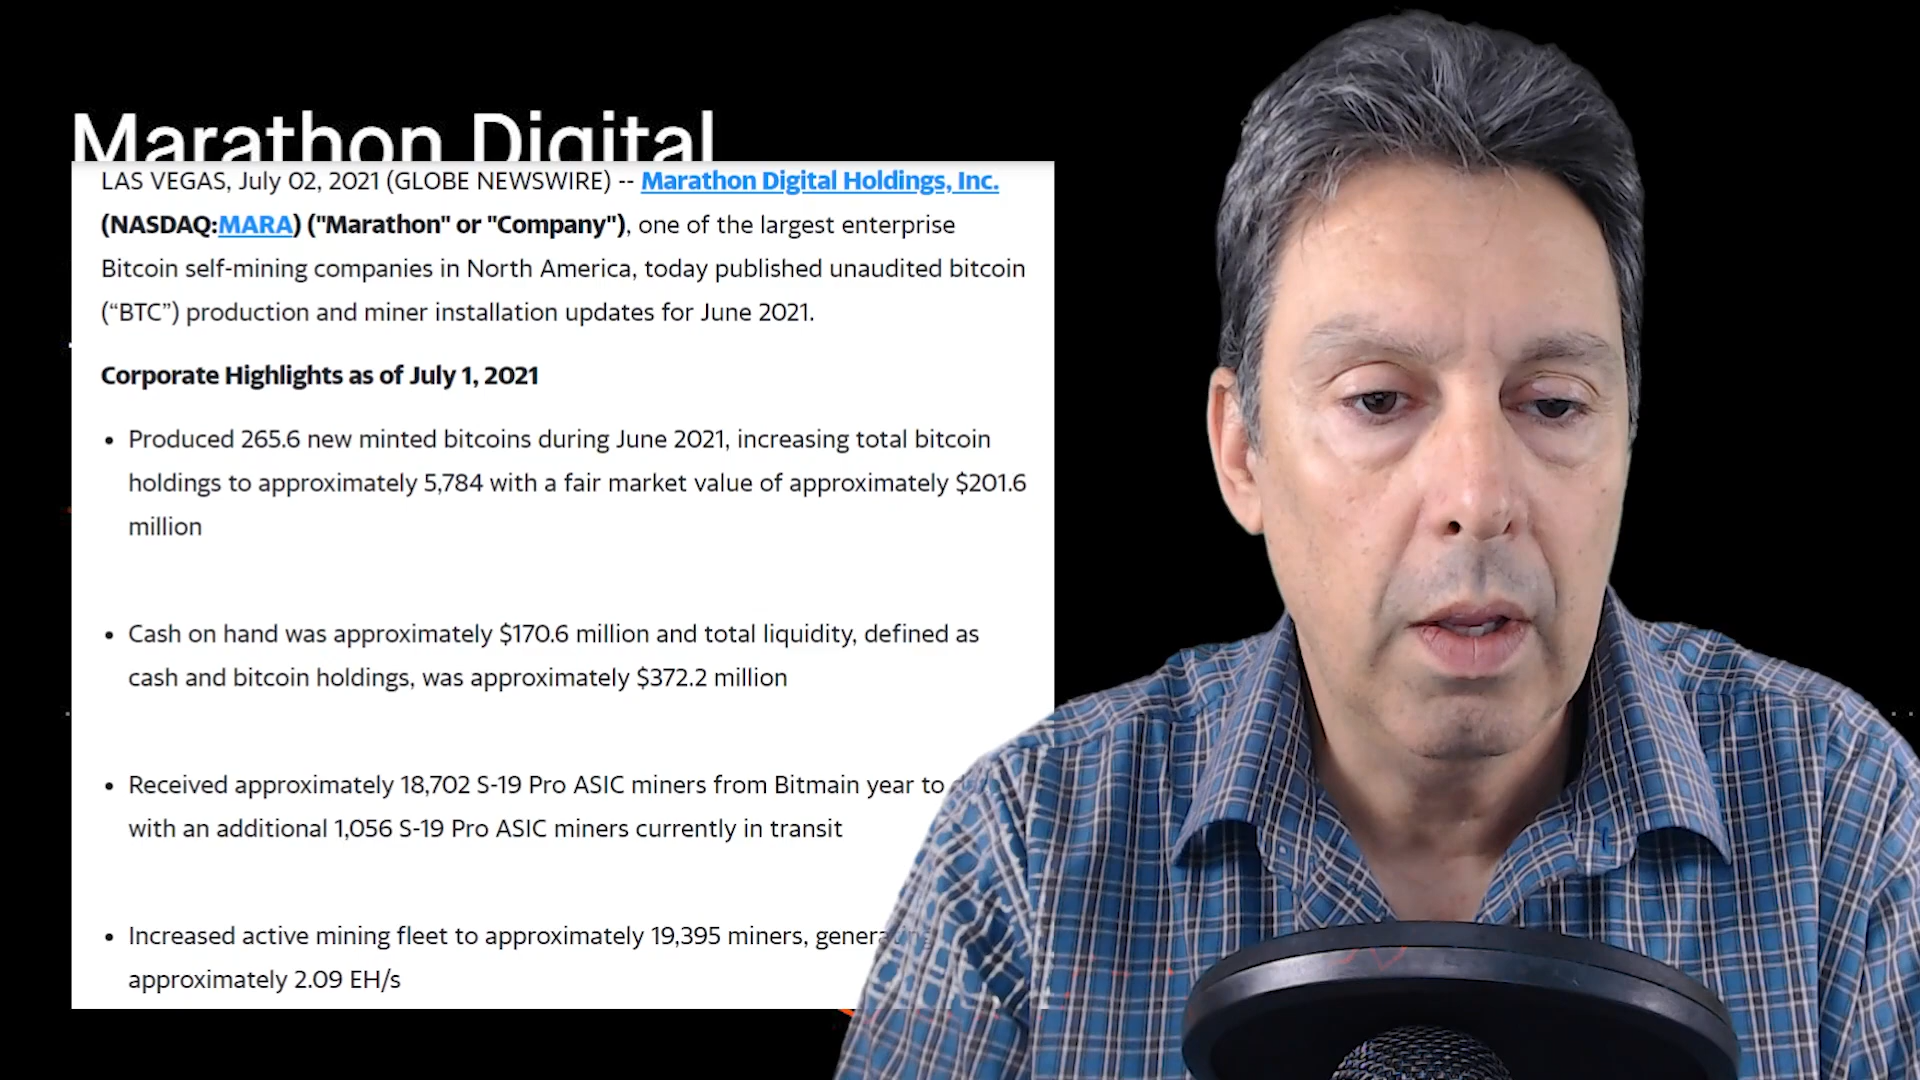 Marathon Digital
LAS VEGAS, July 02, 2021 (GLOBE NEWSWIRE) -- Marathon Digital Holdings, Inc.
(NASDAQ:MARA) ("Marathon" or "Company"), one of the largest enterprise
Bitcoin self-mining companies in North America, today published unaudited bitcoin
(“BTC”) production and miner installation updates for June 2021.
Corporate Highlights as of July 1, 2021
• Produced 265.6 new minted bitcoins during June 2021, increasing total bitcoin
holdings to approximately 5,784 with a fair market value of approximately $201.6
million
• Cash on hand was approximately $170.6 million and total liquidity, defined as
cash and bitcoin holdings, was approximately $372.2 million
• Received approximately 18,702 S-19 Pro ASIC miners from Bitmain year to
with an additional 1,056 S-19 Pro ASIC miners currently in transit
• Increased active mining fleet to approximately 19,395 miners, generating
approximately 2.09 EH/s